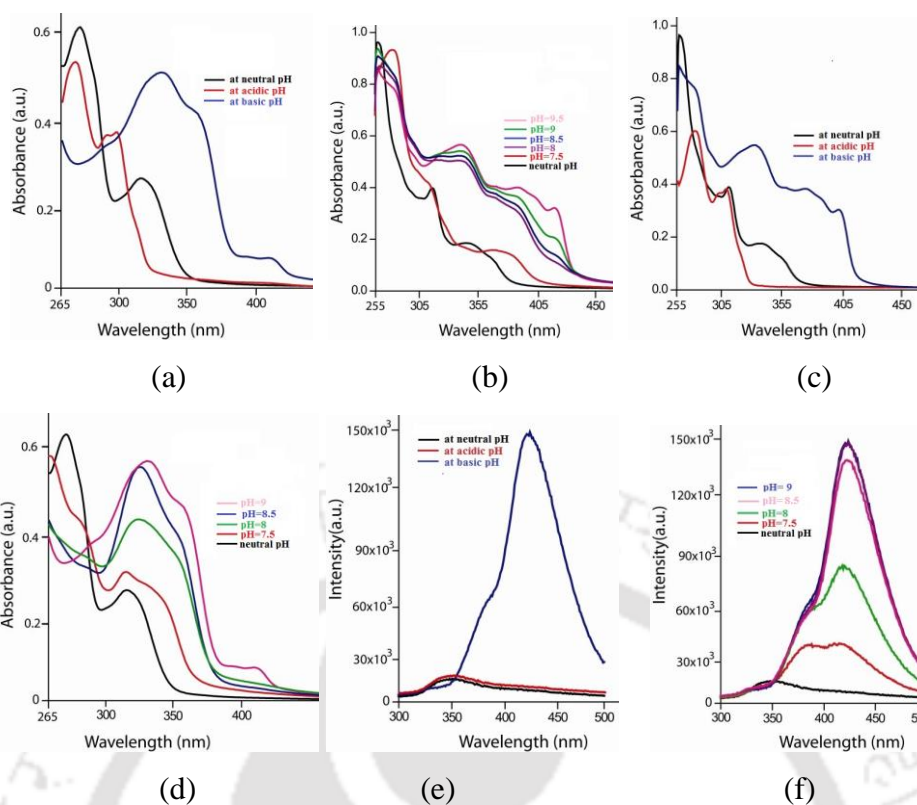 Absorbance (a.u.)
0.6
0.4
0.2
0
at neutral pH
at acidic pH
at basic pH
265 300 350 400
Wavelength (nm)
(a)
Absorbance (a.u.)
1.0
0.8
0.6
0.4
0.2
0.0
pH=9.5
pH=9
pH=8.5
pH=8
pH=7.5
neutral pH
255 305 355 405 460
Wavelength (nm)
(b)
Absorbance (a.u.)
1.0
0.8
0.6
0.4
0.2
0.0
at neutral pH
at acidic pH
at basic pH
255 305 355 405 460
Wavelength (nm)
(c)
Absorbance (a.u.)
0.6
0.4
0.2
0
pH=9
pH=8.5
pH=8
pH=7.5
neutral pH
265 300 350 400
Wavelength (nm)
(d)
Intensity(a.u.)
150x10³
120x10³
90x10³
60x10³
30x10³
0
at neutral pH
at acidic pH
at basic pH
300 350 400 450 500
Wavelength (nm)
(e)
Intensity(a.u.)
150x10³
120x10³
90x10³
60x10³
30x10³
0
pH= 9
pH= 8.5
pH=8
pH=7.5
neutral pH
300 350 400 450
Wavelength (nm)
(f)